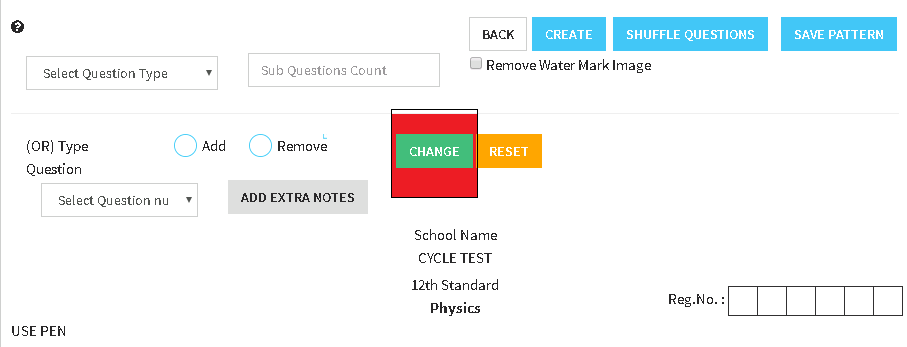 BACK CREATE SHUFFLE QUESTIONS SAVE PATTERN
Select Question Type Sub Questions Count
Remove Water Mark Image
(OR) Type Add Remove CHANGE RESET
Question
Select Question nu ADD EXTRA NOTES
School Name
CYCLE TEST
12th Standard
Reg.No. :
Physics
USE PEN